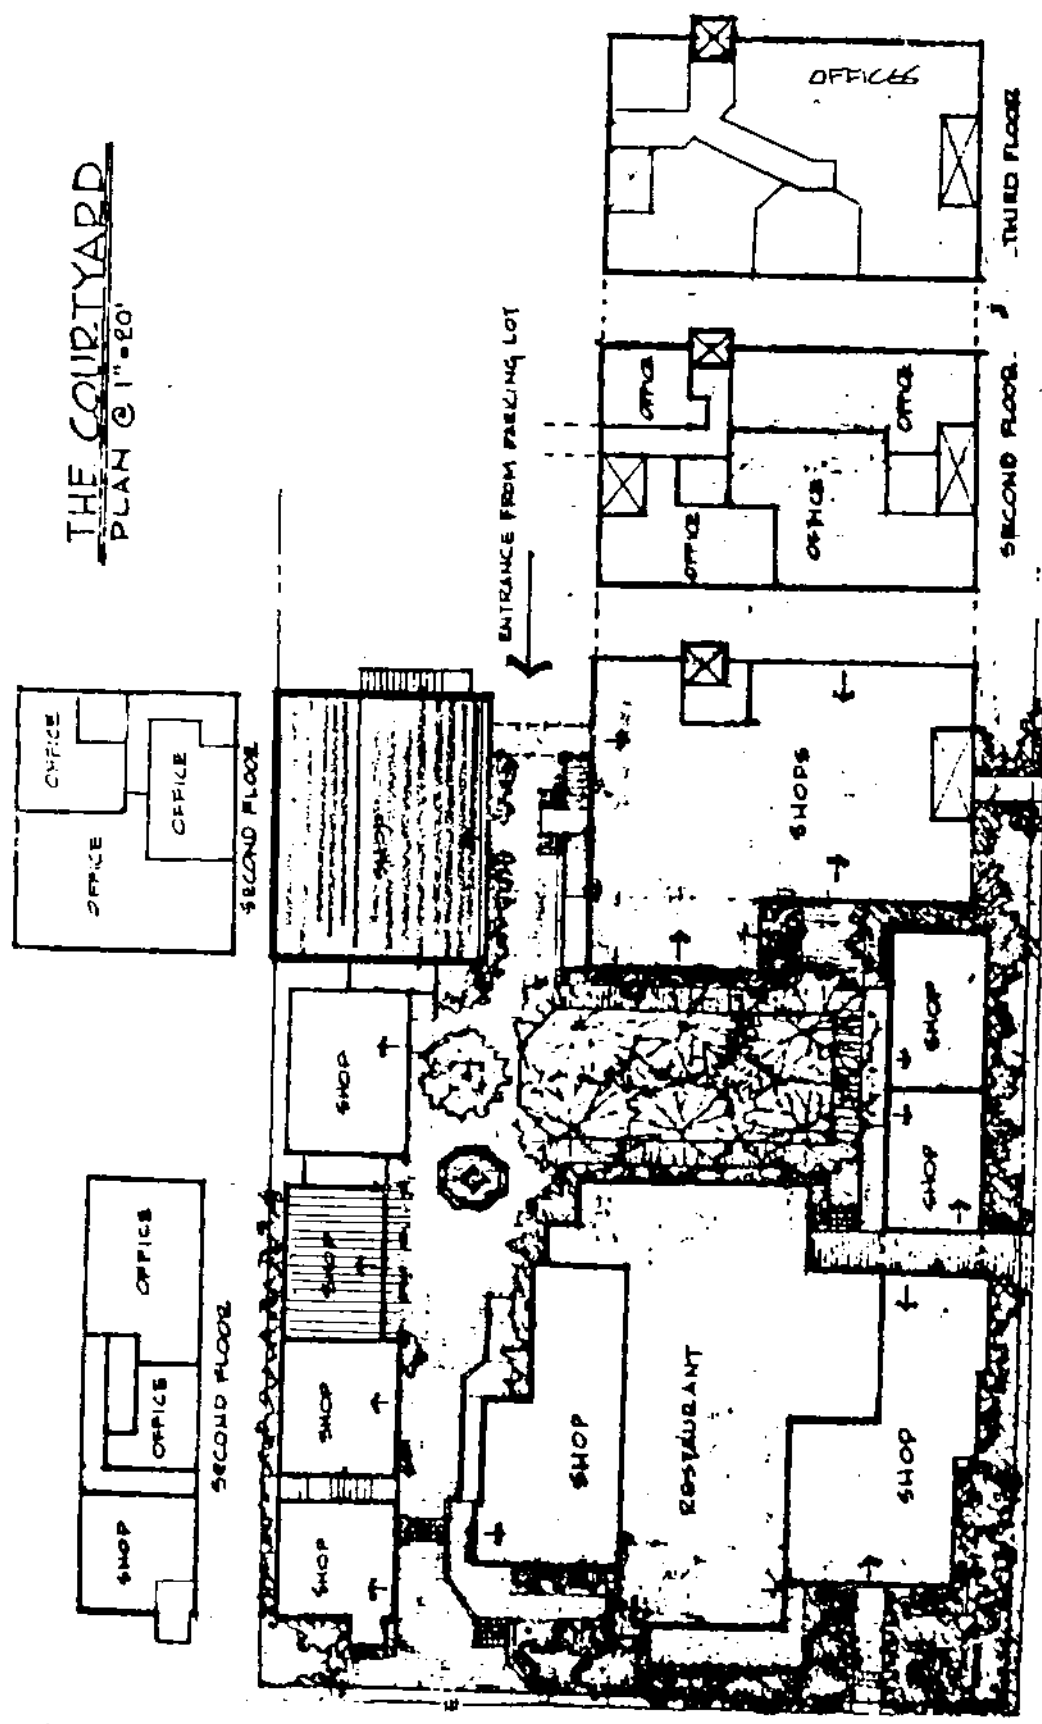 THE COURTYARD
PLAN @ 1"=20'
OFFICE
OFFICE
OFFICE
SECOND FLOOR
OFFICE
OFFICE
SHOP
SECOND FLOOR
ENTRANCE FROM PARKING LOT
OFFICES
THIRD FLOOR
OFFICE
OFFICE
OFFICE
OFFICE
SECOND FLOOR
SHOPS
SHOP
SHOP
SHOP
SHOP
SHOP
SHOP
SHOP
RESTAURANT
SHOP